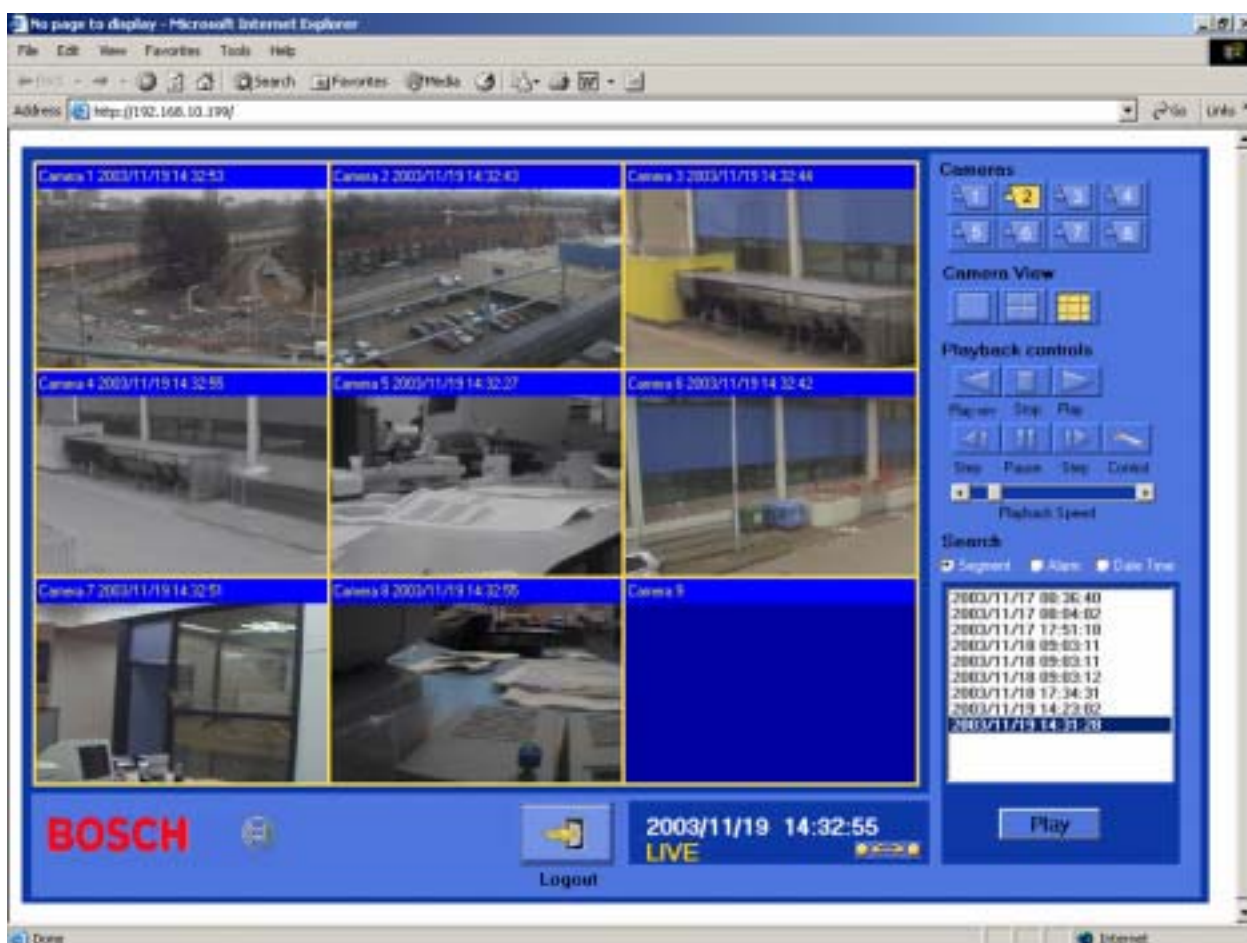 No page to display - Microsoft Internet Explorer
File Edit View Favorites Tools Help
Search Favorites Media
Address http://192.168.10.199/ Go Links
Camera 1 2003/11/19 14:32:53
Camera 2 2003/11/19 14:32:43
Camera 3 2003/11/19 14:32:44
Camera 4 2003/11/19 14:32:55
Camera 5 2003/11/19 14:32:27
Camera 6 2003/11/19 14:32:42
Camera 7 2003/11/19 14:32:51
Camera 8 2003/11/19 14:32:55
Camera 9
Cameras
1 2 3 4
5 6 7 8
Camera View
Playback controls
Play rev Stop Play
Step Pause Step Control
Playback Speed
Search
Segment Alarm Date Time
2003/11/17 08:36:40
2003/11/17 08:04:02
2003/11/17 17:51:18
2003/11/18 09:03:11
2003/11/18 09:03:11
2003/11/18 09:03:12
2003/11/18 17:34:31
2003/11/19 14:23:02
2003/11/19 14:31:28
Play
BOSCH
Logout
2003/11/19 14:32:55
LIVE
Done
Internet